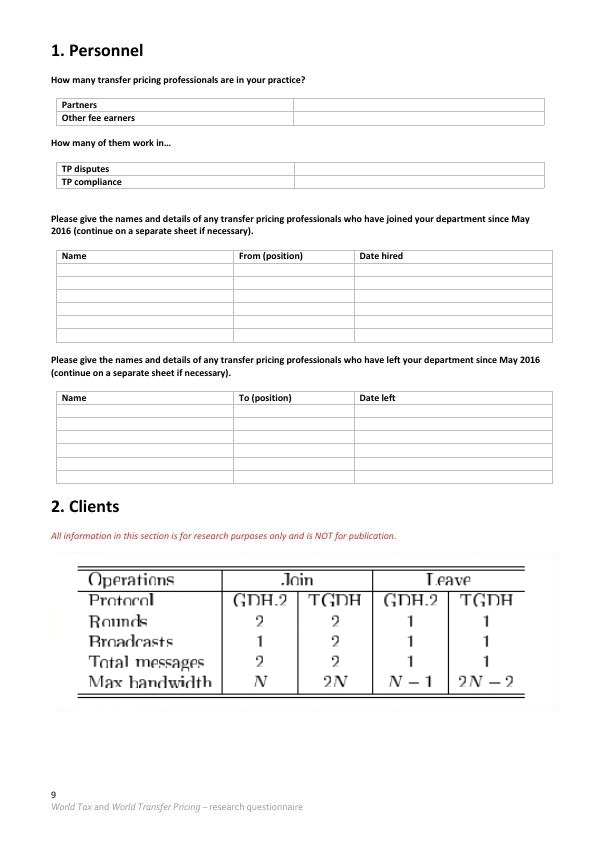 1. Personnel
How many transfer pricing professionals are in your practice?
Partners
Other fee earners
How many of them work in…
TP disputes
TP compliance
Please give the names and details of any transfer pricing professionals who have joined your department since May
2016 (continue on a separate sheet if necessary).
Name From (position) Date hired
Please give the names and details of any transfer pricing professionals who have left your department since May 2016
(continue on a separate sheet if necessary).
Name To (position) Date left
2. Clients
All information in this section is for research purposes only and is NOT for publication.
Operations Join Leave
Protocol GDH.2 TGDH GDH.2 TGDH
Rounds 2 2 1 1
Broadcasts 1 2 1 1
Total messages 2 2 1 1
Max bandwidth N 2N N − 1 2N − 2
9
World Tax and World Transfer Pricing – research questionnaire